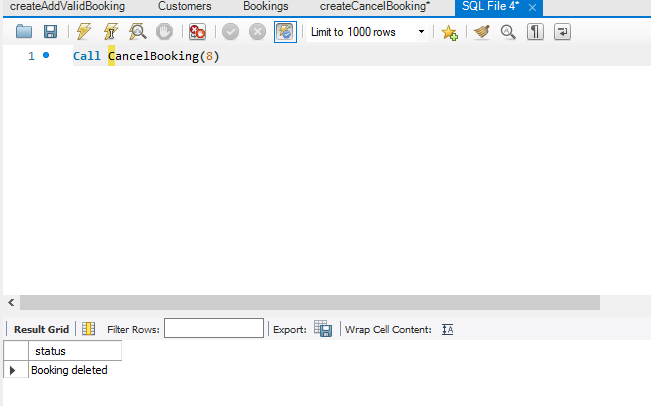 createAddValidBooking Customers Bookings createCancelBooking* SQL File 4* ×
Limit to 1000 rows
1 Call CancelBooking(8)
Result Grid Filter Rows: Export: Wrap Cell Content:
status
Booking deleted